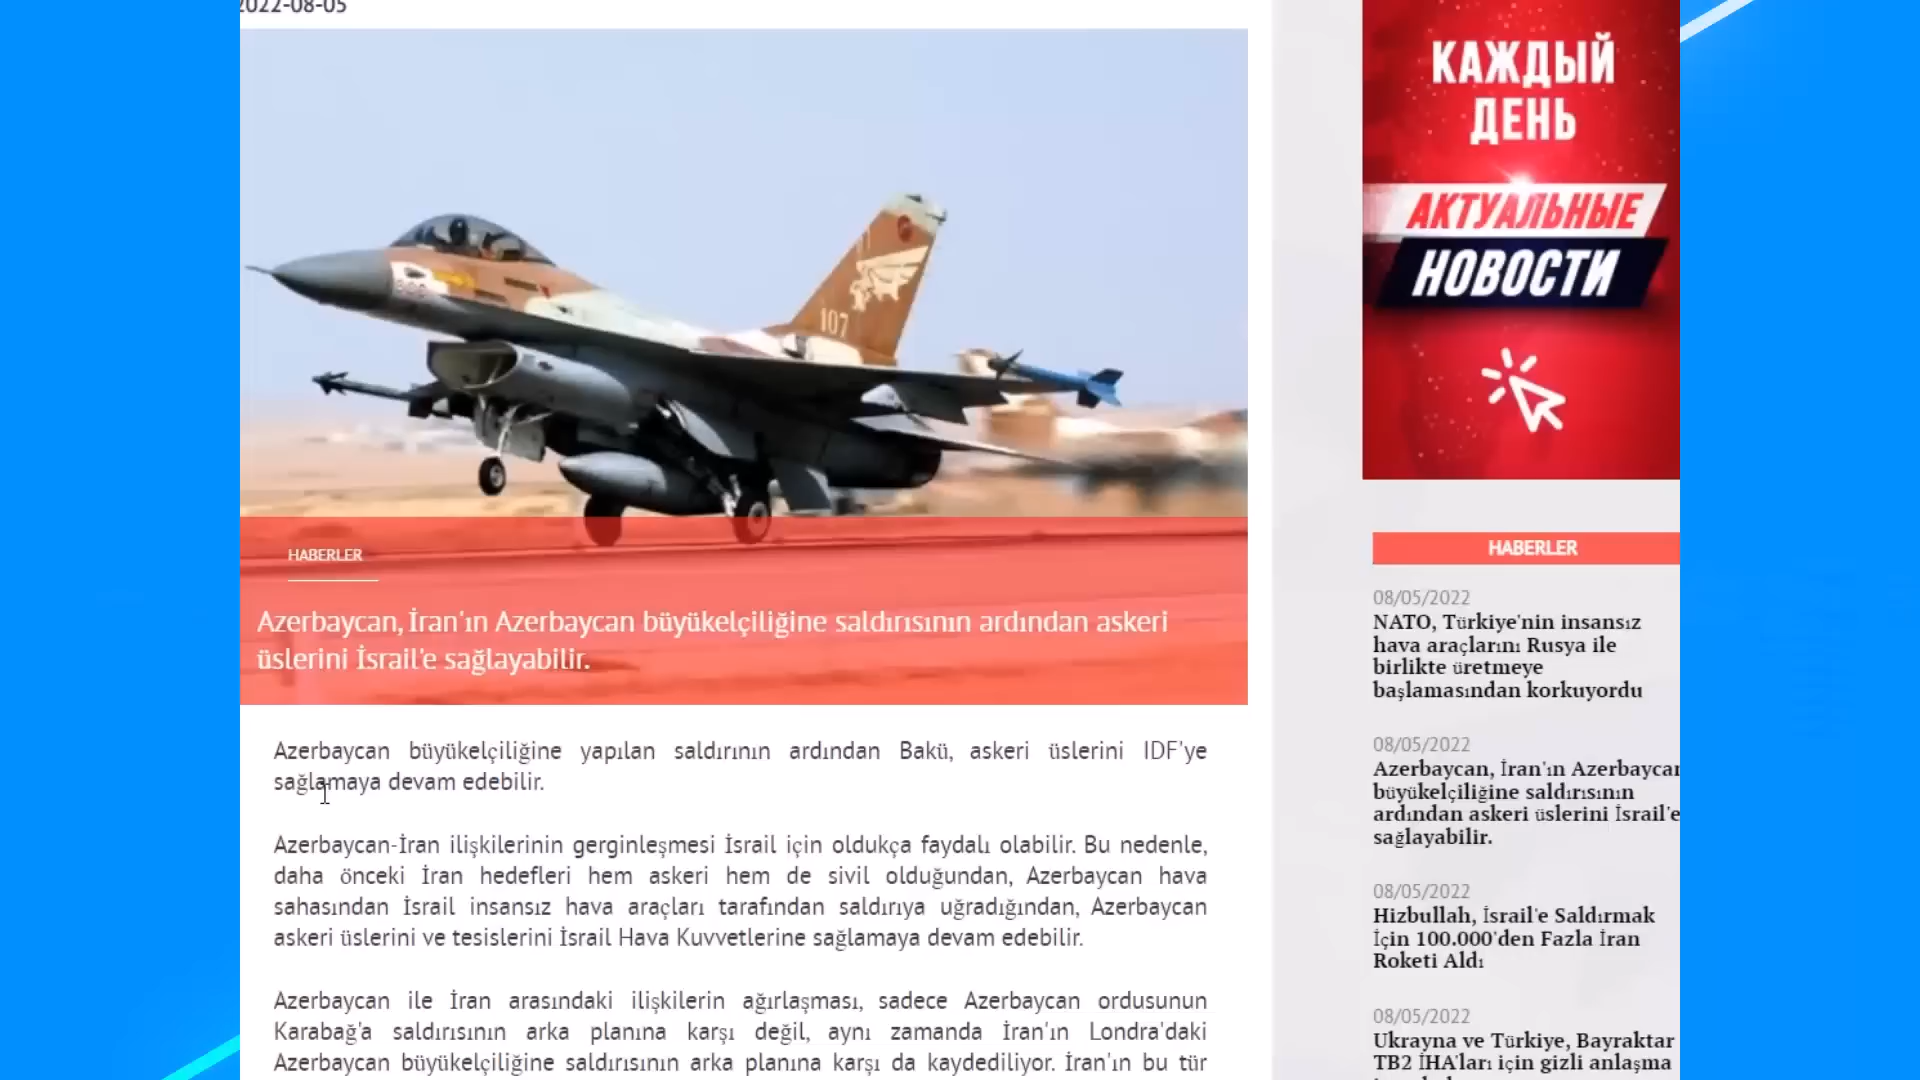 2022-08-05
107
HABERLER
Azerbaycan, İran'ın Azerbaycan büyükelçiliğine saldırısının ardından askeri
üslerini İsrail'e sağlayabilir.
Azerbaycan büyükelçiliğine yapılan saldırının ardından Bakü, askeri üslerini IDF'ye
sağlamaya devam edebilir.
Azerbaycan-İran ilişkilerinin gerginleşmesi İsrail için oldukça faydalı olabilir. Bu nedenle,
daha önceki İran hedefleri hem askeri hem de sivil olduğundan, Azerbaycan hava
sahasından İsrail insansız hava araçları tarafından saldırıya uğradığından, Azerbaycan
askeri üslerini ve tesislerini İsrail Hava Kuvvetlerine sağlamaya devam edebilir.
Azerbaycan ile İran arasındaki ilişkilerin ağırlaşması, sadece Azerbaycan ordusunun
Karabağ'a saldırısının arka planına karşı değil, aynı zamanda İran'ın Londra'daki
Azerbaycan büyükelçiliğine saldırısının arka planına karşı da kaydediliyor. İran'ın bu tür
КАЖДЫЙ
ДЕНЬ
АКТУАЛЬНЫЕ
НОВОСТИ
HABERLER
08/05/2022
NATO, Türkiye'nin insansız
hava araçlarını Rusya ile
birlikte üretmeye
başlamasından korkuyordu
08/05/2022
Azerbaycan, İran'ın Azerbaycan
büyükelçiliğine saldırısının
ardından askeri üslerini İsrail'e
sağlayabilir.
08/05/2022
Hizbullah, İsrail'e Saldırmak
İçin 100.000'den Fazla İran
Roketi Aldı
08/05/2022
Ukrayna ve Türkiye, Bayraktar
TB2 İHA'ları için gizli anlaşma